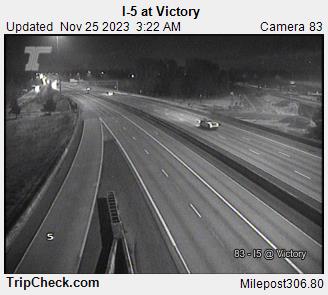 I-5 at Victory
Updated Nov 25 2023 3:22 AM Camera 83
S
83 - I5 @ Victory
TripCheck.com Milepost306.80